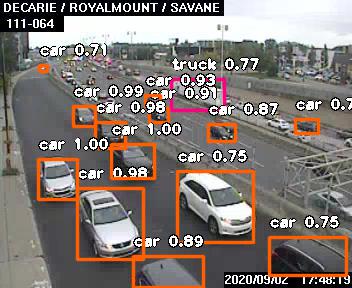 DECARIE / ROYALMOUNT / SAVANE
111-064
car 0.71
truck 0.77
car 0.93
car 0.99
car 0.91
car 0.98
car 0.87
car 0.7
car 1.00
car 1.00
car 0.98
car 0.75
car 0.75
car 0.89
2020/09/02 17:48:19